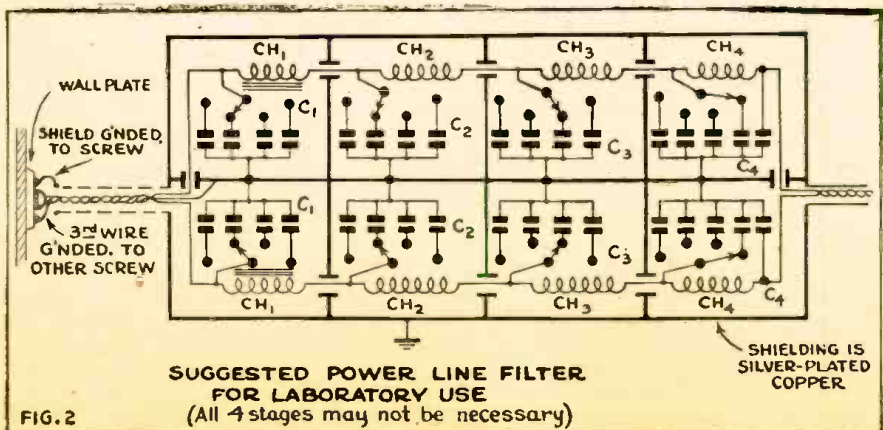 CH₁
CH₂
CH₃
CH₄
WALL PLATE
SHIELD G'NDED.
TO SCREW
C₁
C₂
C₃
C₄
3RD WIRE
G'NDED. TO
OTHER SCREW
C₁
C₂
C₃
C₄
CH₁
CH₂
CH₃
CH₄
SHIELDING IS
SILVER-PLATED
COPPER
SUGGESTED POWER LINE FILTER
FOR LABORATORY USE
(All 4 stages may not be necessary)
FIG. 2